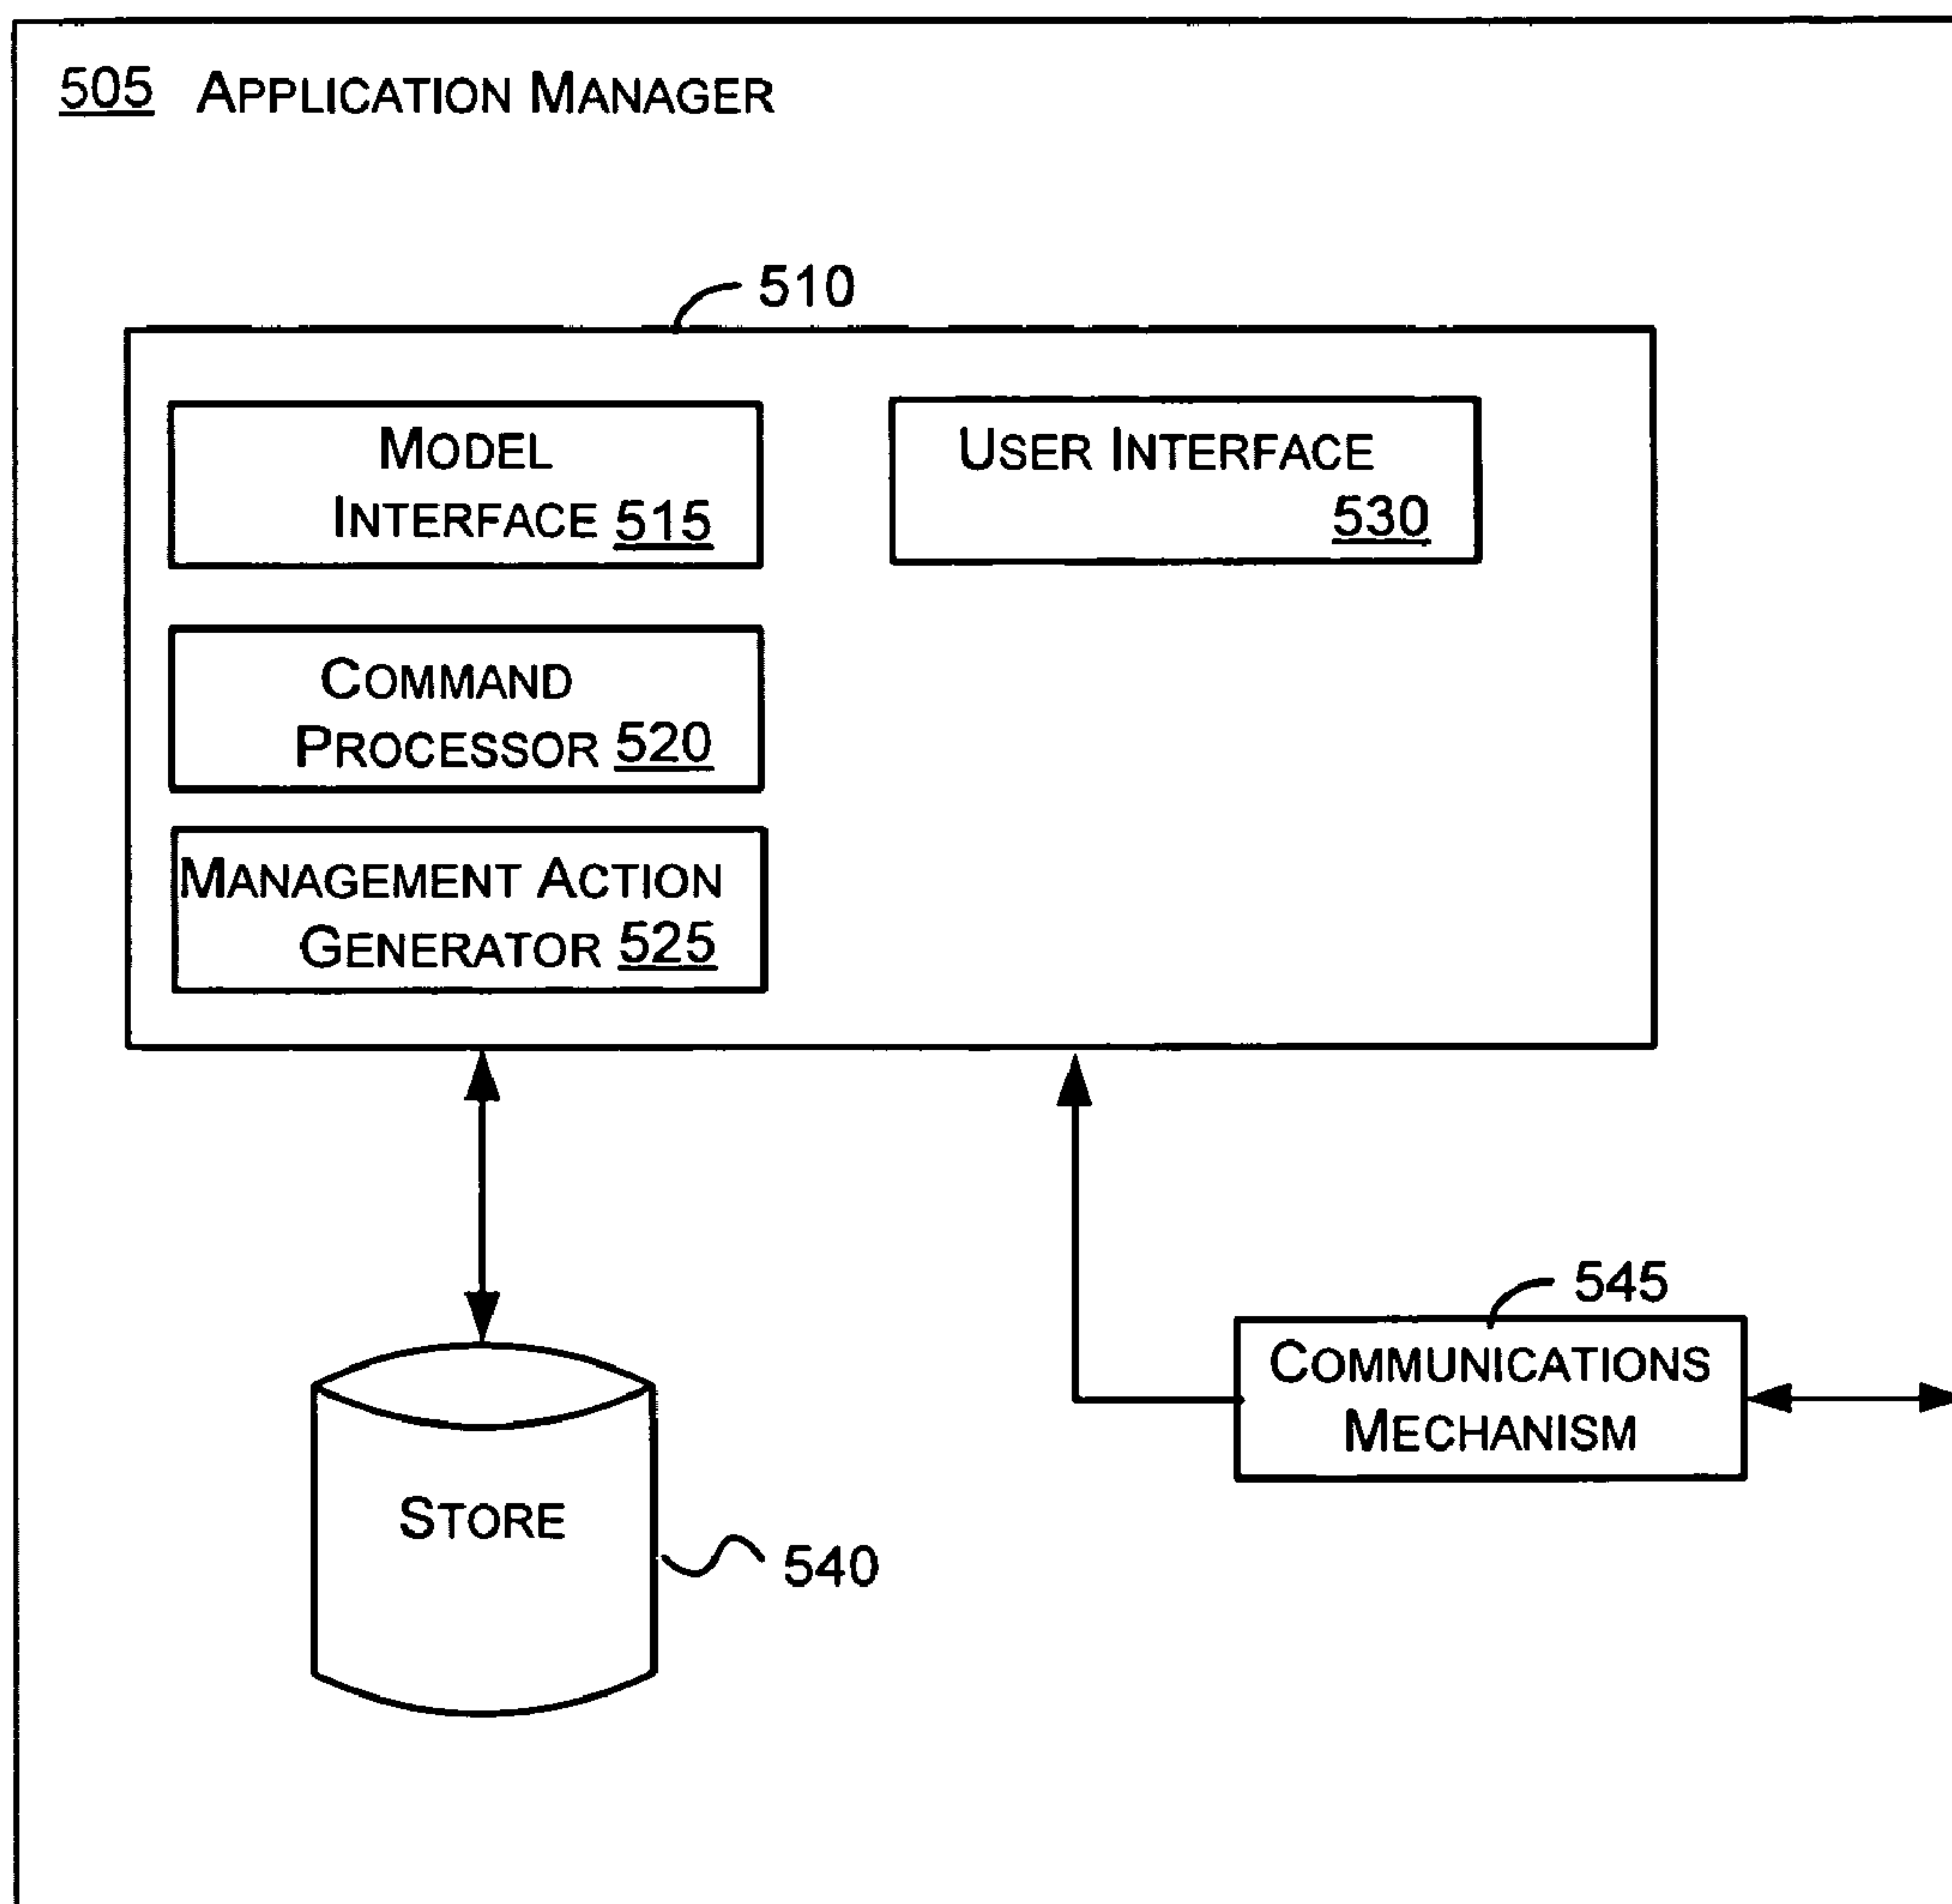 505 APPLICATION MANAGER
510
MODEL
INTERFACE 515
USER INTERFACE
530
COMMAND
PROCESSOR 520
MANAGEMENT ACTION
GENERATOR 525
545
COMMUNICATIONS
MECHANISM
STORE
540